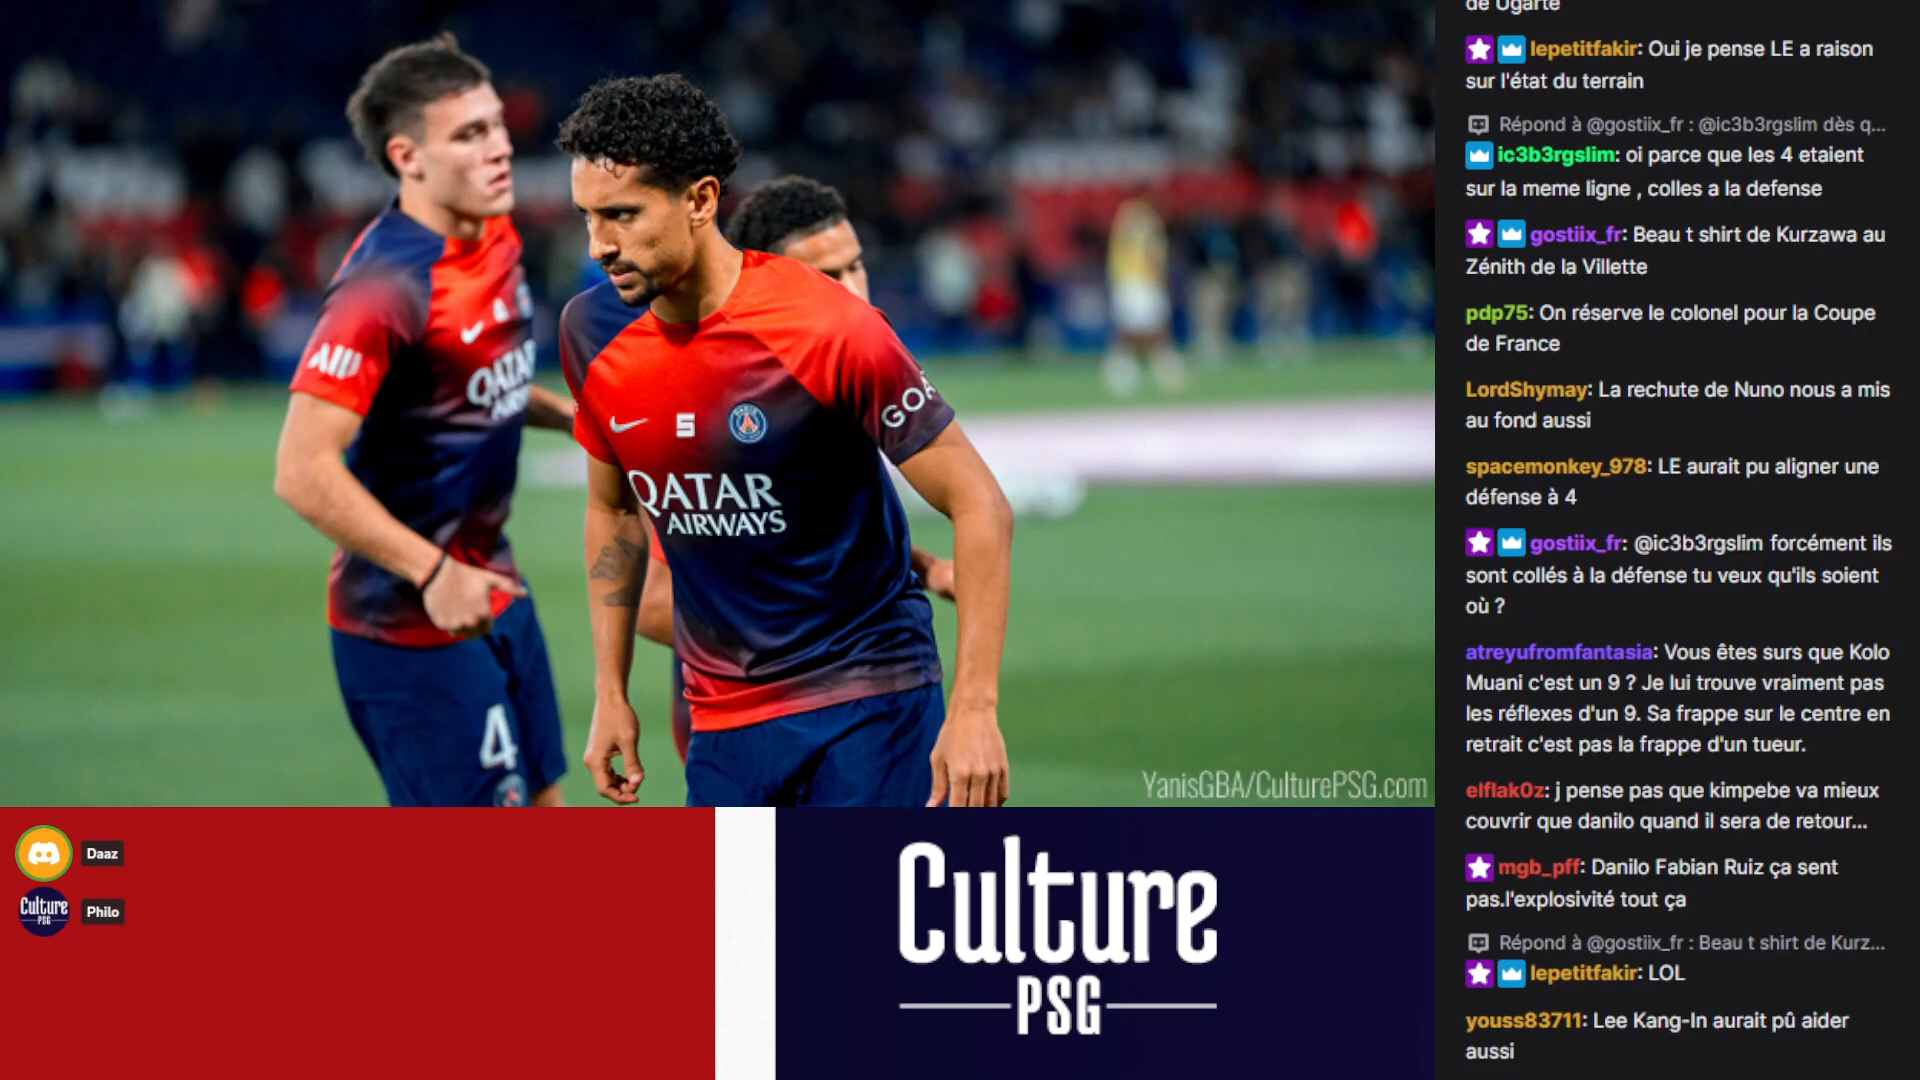 QATAR
AIRWAYS
4
5
GOA
QATAR
AIRWAYS
YanisGBA/CulturePSG.com
Daaz
Culture
PSG
Philo
Culture
PSG
de Ugarte
lepetitfakir: Oui je pense LE a raison
sur l'état du terrain
Répond à @gostiix_fr : @ic3b3rgslim dès q...
ic3b3rgslim: oi parce que les 4 etaient
sur la meme ligne , colles a la defense
gostiix_fr: Beau t shirt de Kurzawa au
Zénith de la Villette
pdp75: On réserve le colonel pour la Coupe
de France
LordShymay: La rechute de Nuno nous a mis
au fond aussi
spacemonkey_978: LE aurait pu aligner une
défense à 4
gostiix_fr: @ic3b3rgslim forcément ils
sont collés à la défense tu veux qu'ils soient
où ?
atreyufromfantasia: Vous êtes surs que Kolo
Muani c'est un 9 ? Je lui trouve vraiment pas
les réflexes d'un 9. Sa frappe sur le centre en
retrait c'est pas la frappe d'un tueur.
elflak0z: j pense pas que kimpebe va mieux
couvrir que danilo quand il sera de retour...
mgb_pff: Danilo Fabian Ruiz ça sent
pas.l'explosivité tout ça
Répond à @gostiix_fr : Beau t shirt de Kurz...
lepetitfakir: LOL
youss83711: Lee Kang-In aurait pû aider
aussi